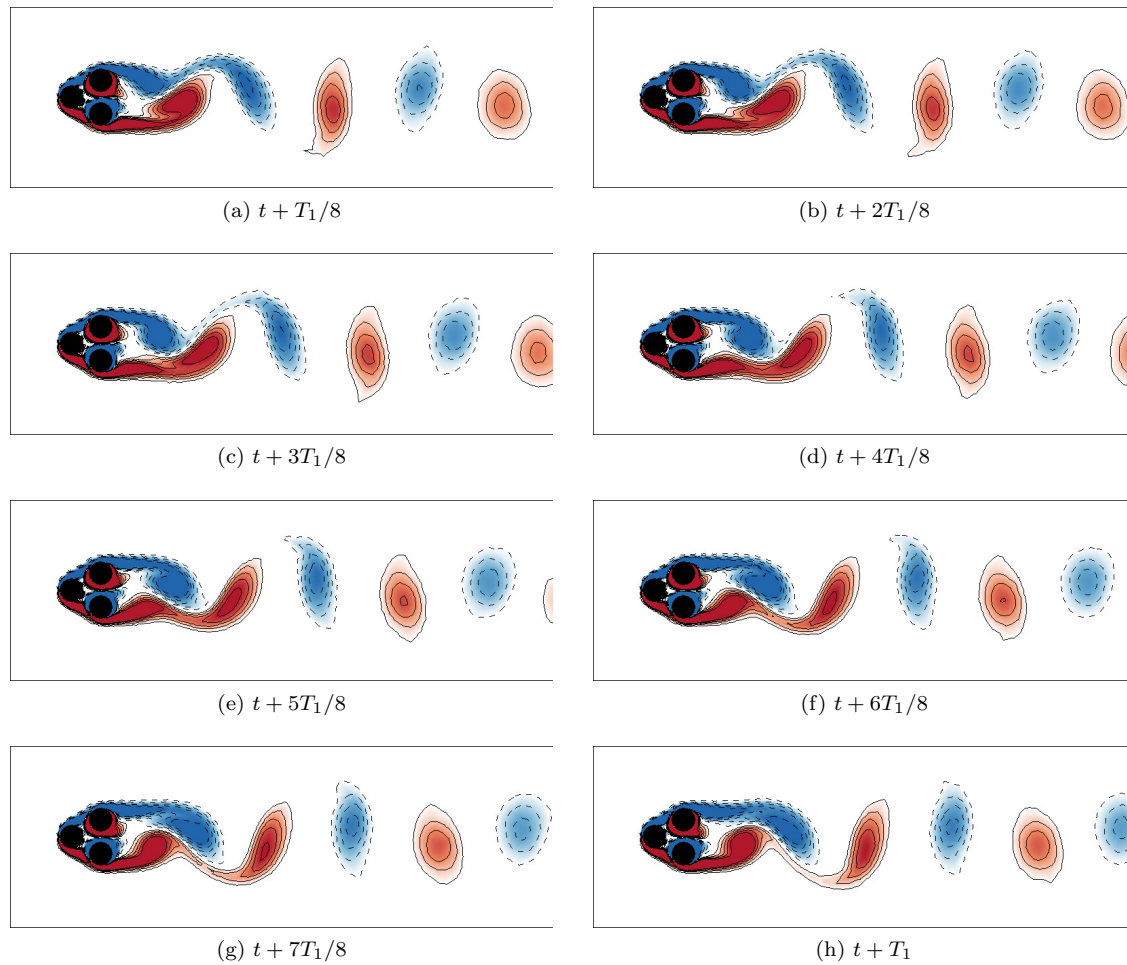 (a) t + T₁/8
(b) t + 2T₁/8
(c) t + 3T₁/8
(d) t + 4T₁/8
(e) t + 5T₁/8
(f) t + 6T₁/8
(g) t + 7T₁/8
(h) t + T₁